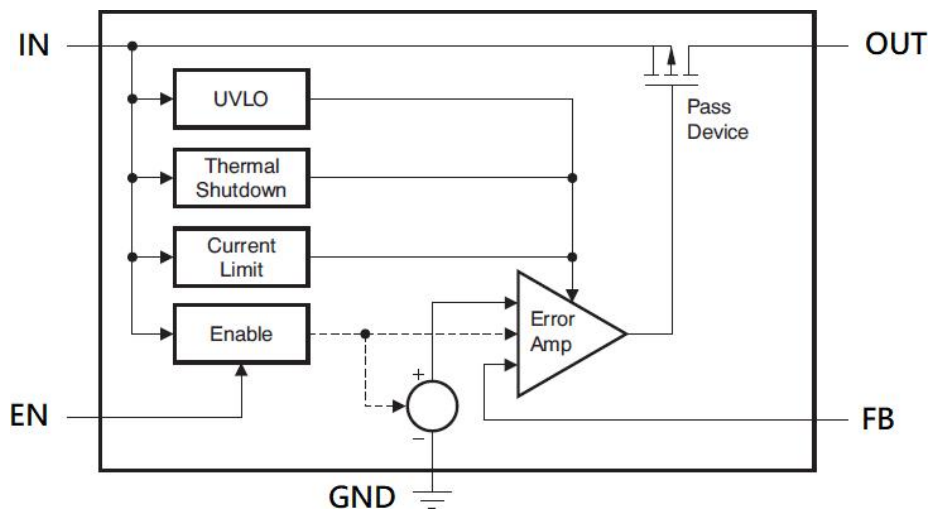 IN
OUT
UVLO
Pass
Device
Thermal
Shutdown
Current
Limit
Enable
Error
Amp
+
−
EN
FB
GND